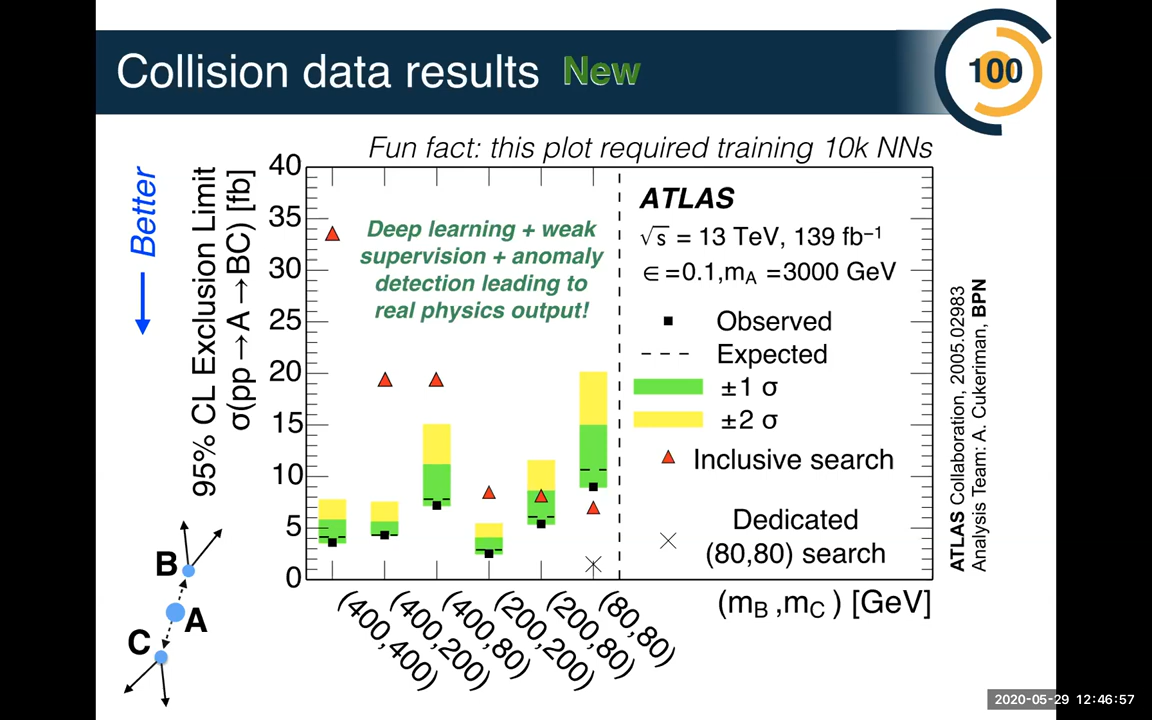 Collision data results New
100
Fun fact: this plot required training 10k NNs
← Better
95% CL Exclusion Limit
σ(pp → A → BC) [fb]
40
35
30
25
20
15
10
5
0
Deep learning + weak
supervision + anomaly
detection leading to
real physics output!
ATLAS
√s = 13 TeV, 139 fb⁻¹
∈ =0.1,mA =3000 GeV
Observed
Expected
±1 σ
±2 σ
Inclusive search
Dedicated
(80,80) search
(400,400)
(400,200)
(400,80)
(200,200)
(200,80)
(80,80)
(mB ,mC ) [GeV]
ATLAS Collaboration, 2005.02983
Analysis Team: A. Cukeriman, BPN
B
A
C
2020-05-29 12:46:57